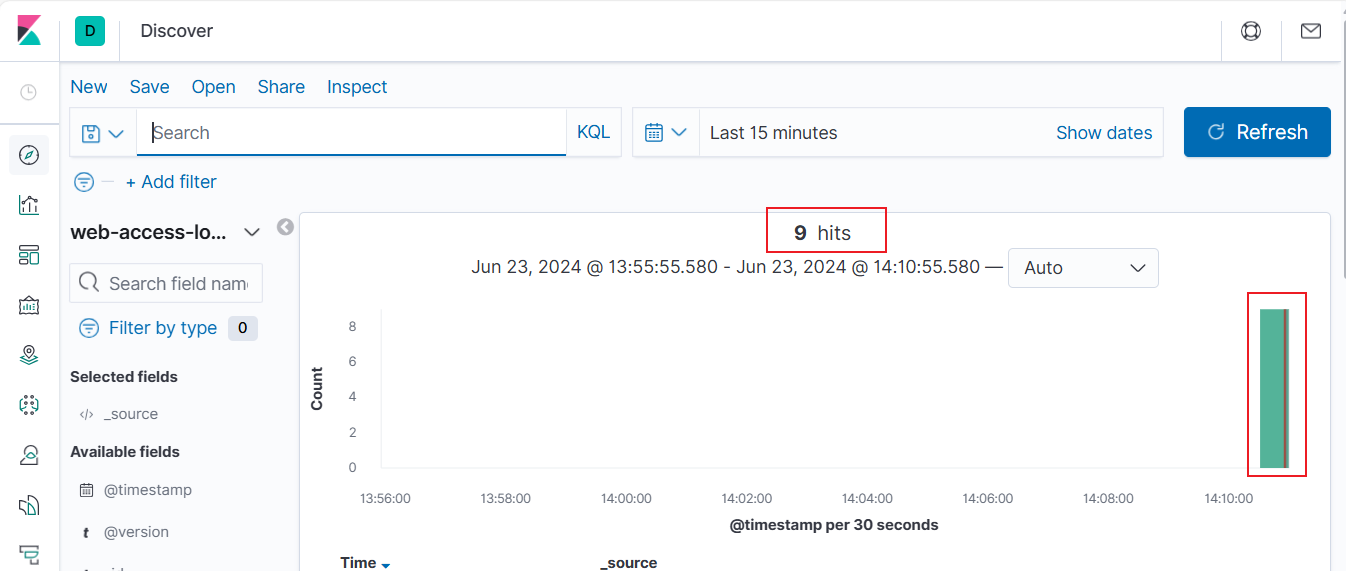 D Discover
New Save Open Share Inspect
Search KQL Last 15 minutes Show dates Refresh
+ Add filter
web-access-lo...
9 hits
Jun 23, 2024 @ 13:55:55.580 - Jun 23, 2024 @ 14:10:55.580 — Auto
Search field name
Filter by type 0
Selected fields
</> _source
Available fields
@timestamp
t @version
Count
8
6
4
2
0
13:56:00 13:58:00 14:00:00 14:02:00 14:04:00 14:06:00 14:08:00 14:10:00
@timestamp per 30 seconds
Time _source